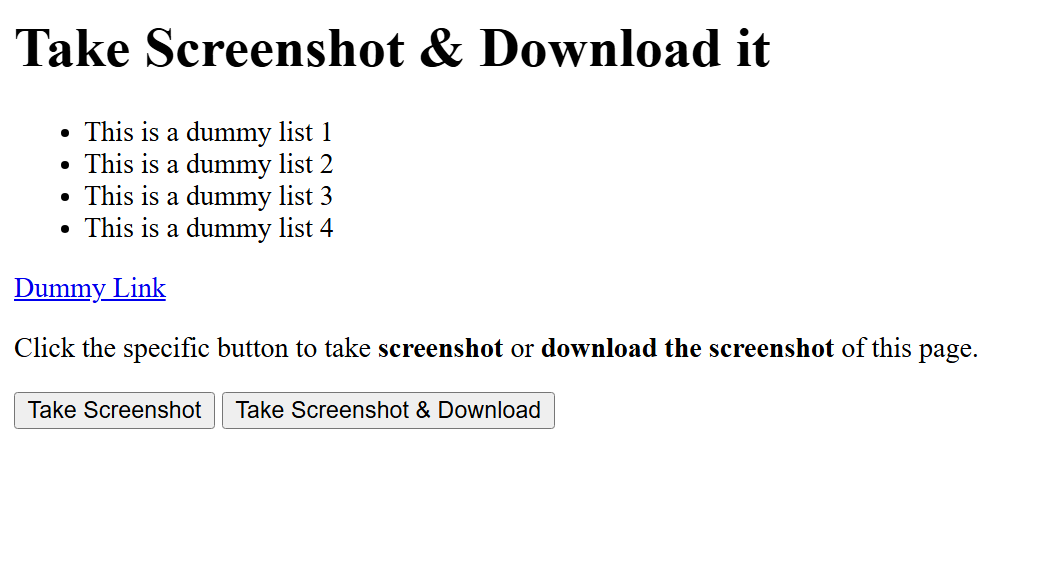 Take Screenshot & Download it
This is a dummy list 1
This is a dummy list 2
This is a dummy list 3
This is a dummy list 4
Dummy Link
Click the specific button to take screenshot or download the screenshot of this page.
Take Screenshot Take Screenshot & Download